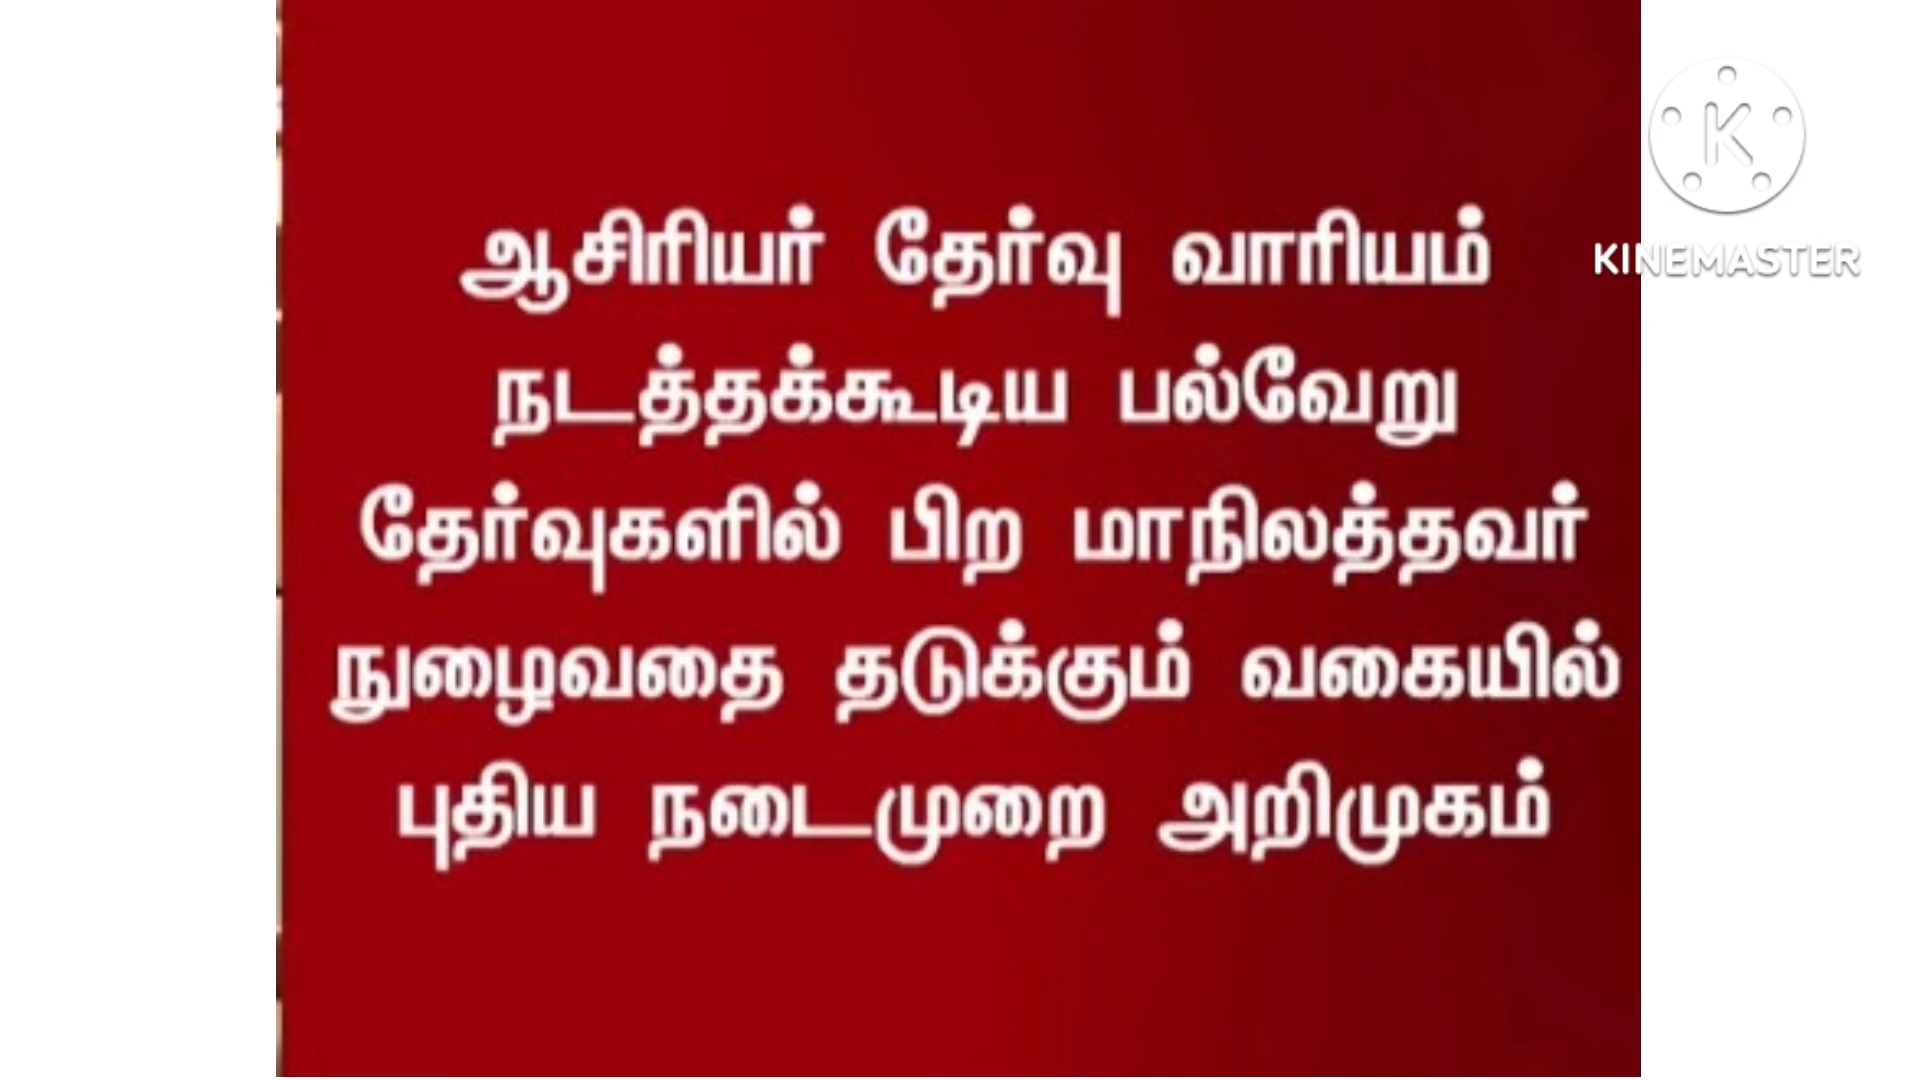 ஆசிரியர் தேர்வு வாரியம்
நடத்தக்கூடிய பல்வேறு
தேர்வுகளில் பிற மாநிலத்தவர்
நுழைவதை தடுக்கும் வகையில்
புதிய நடைமுறை அறிமுகம்
K
KINEMASTER